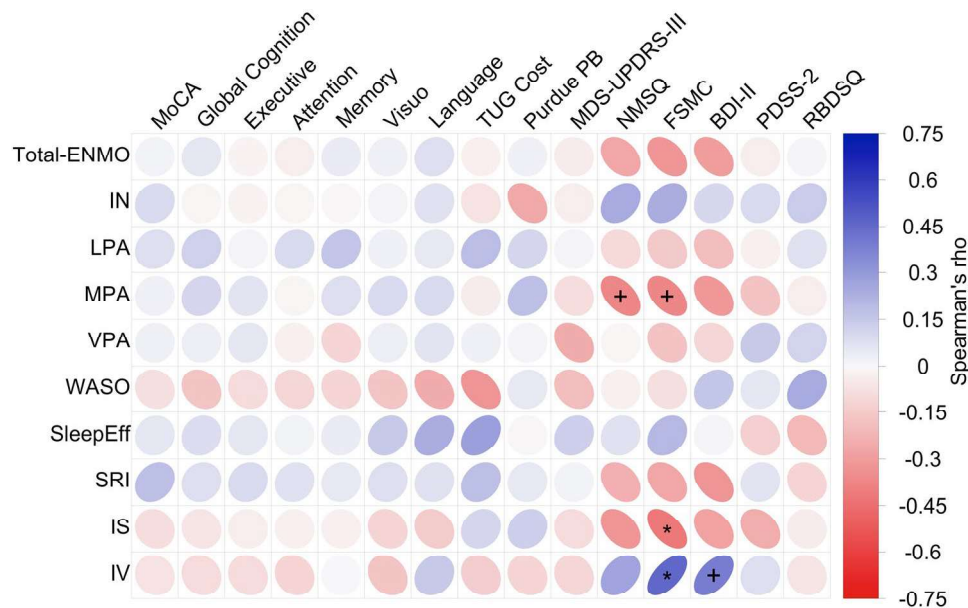 MoCA
Global Cognition
Executive
Attention
Memory
Visuo
Language
TUG Cost
Purdue PB
MDS-UPDRS-III
NMSQ
FSMC
BDI-II
PDSS-2
RBDSQ
Total-ENMO
IN
LPA
MPA + +
VPA
WASO
SleepEff
SRI
IS *
IV * +
0.75
0.6
0.45
0.3
0.15
0
-0.15
-0.3
-0.45
-0.6
-0.75
Spearman's rho